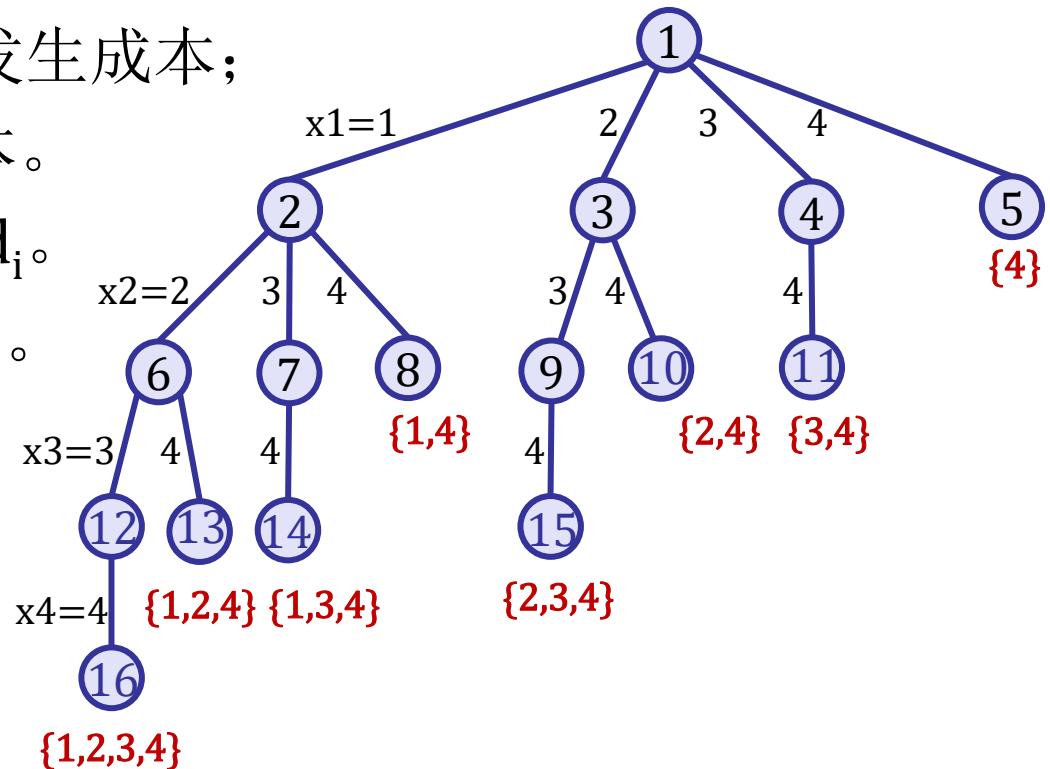 发生成本；
本。
dᵢ。
。
1
x1=1 2 3 4
2 3 4 5
{4}
x2=2 3 4 3 4 4
6 7 8 9 10 11
{1,4} {2,4} {3,4}
x3=3 4 4 4
12 13 14 15
{1,2,4} {1,3,4} {2,3,4}
x4=4
16
{1,2,3,4}